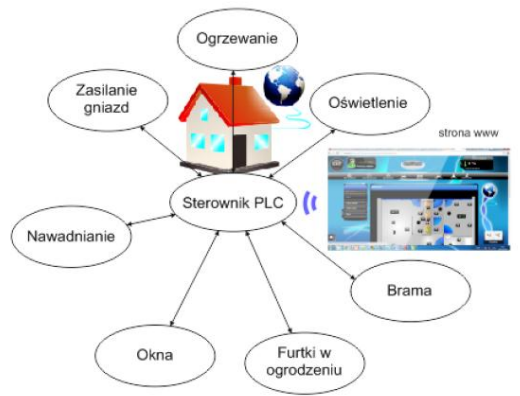 Ogrzewanie
Zasilanie
gniazd
Oświetlenie
strona www
Sterownik PLC
Nawadnianie
Brama
Okna
Furtki w
ogrodzeniu